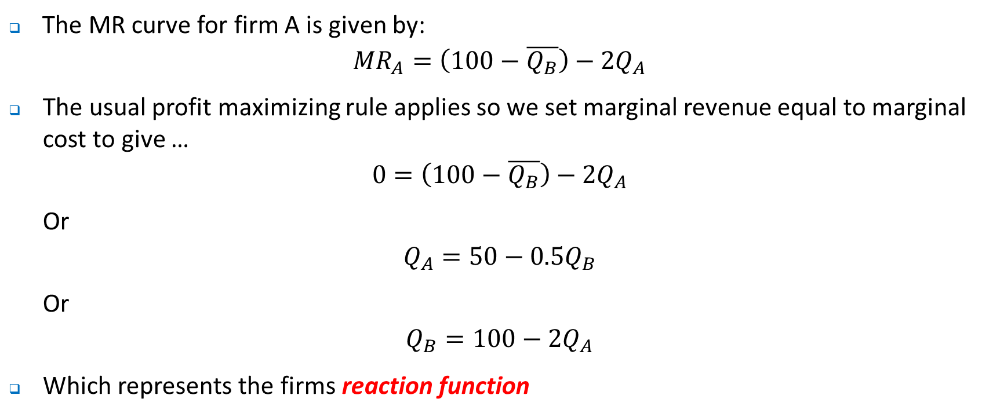 ❑ The MR curve for firm A is given by:
$MR_A = (100 - \overline{Q_B}) - 2Q_A$
❑ The usual profit maximizing rule applies so we set marginal revenue equal to marginal
cost to give ...
$0 = (100 - \overline{Q_B}) - 2Q_A$
Or
$Q_A = 50 - 0.5Q_B$
Or
$Q_B = 100 - 2Q_A$
❑ Which represents the firms reaction function